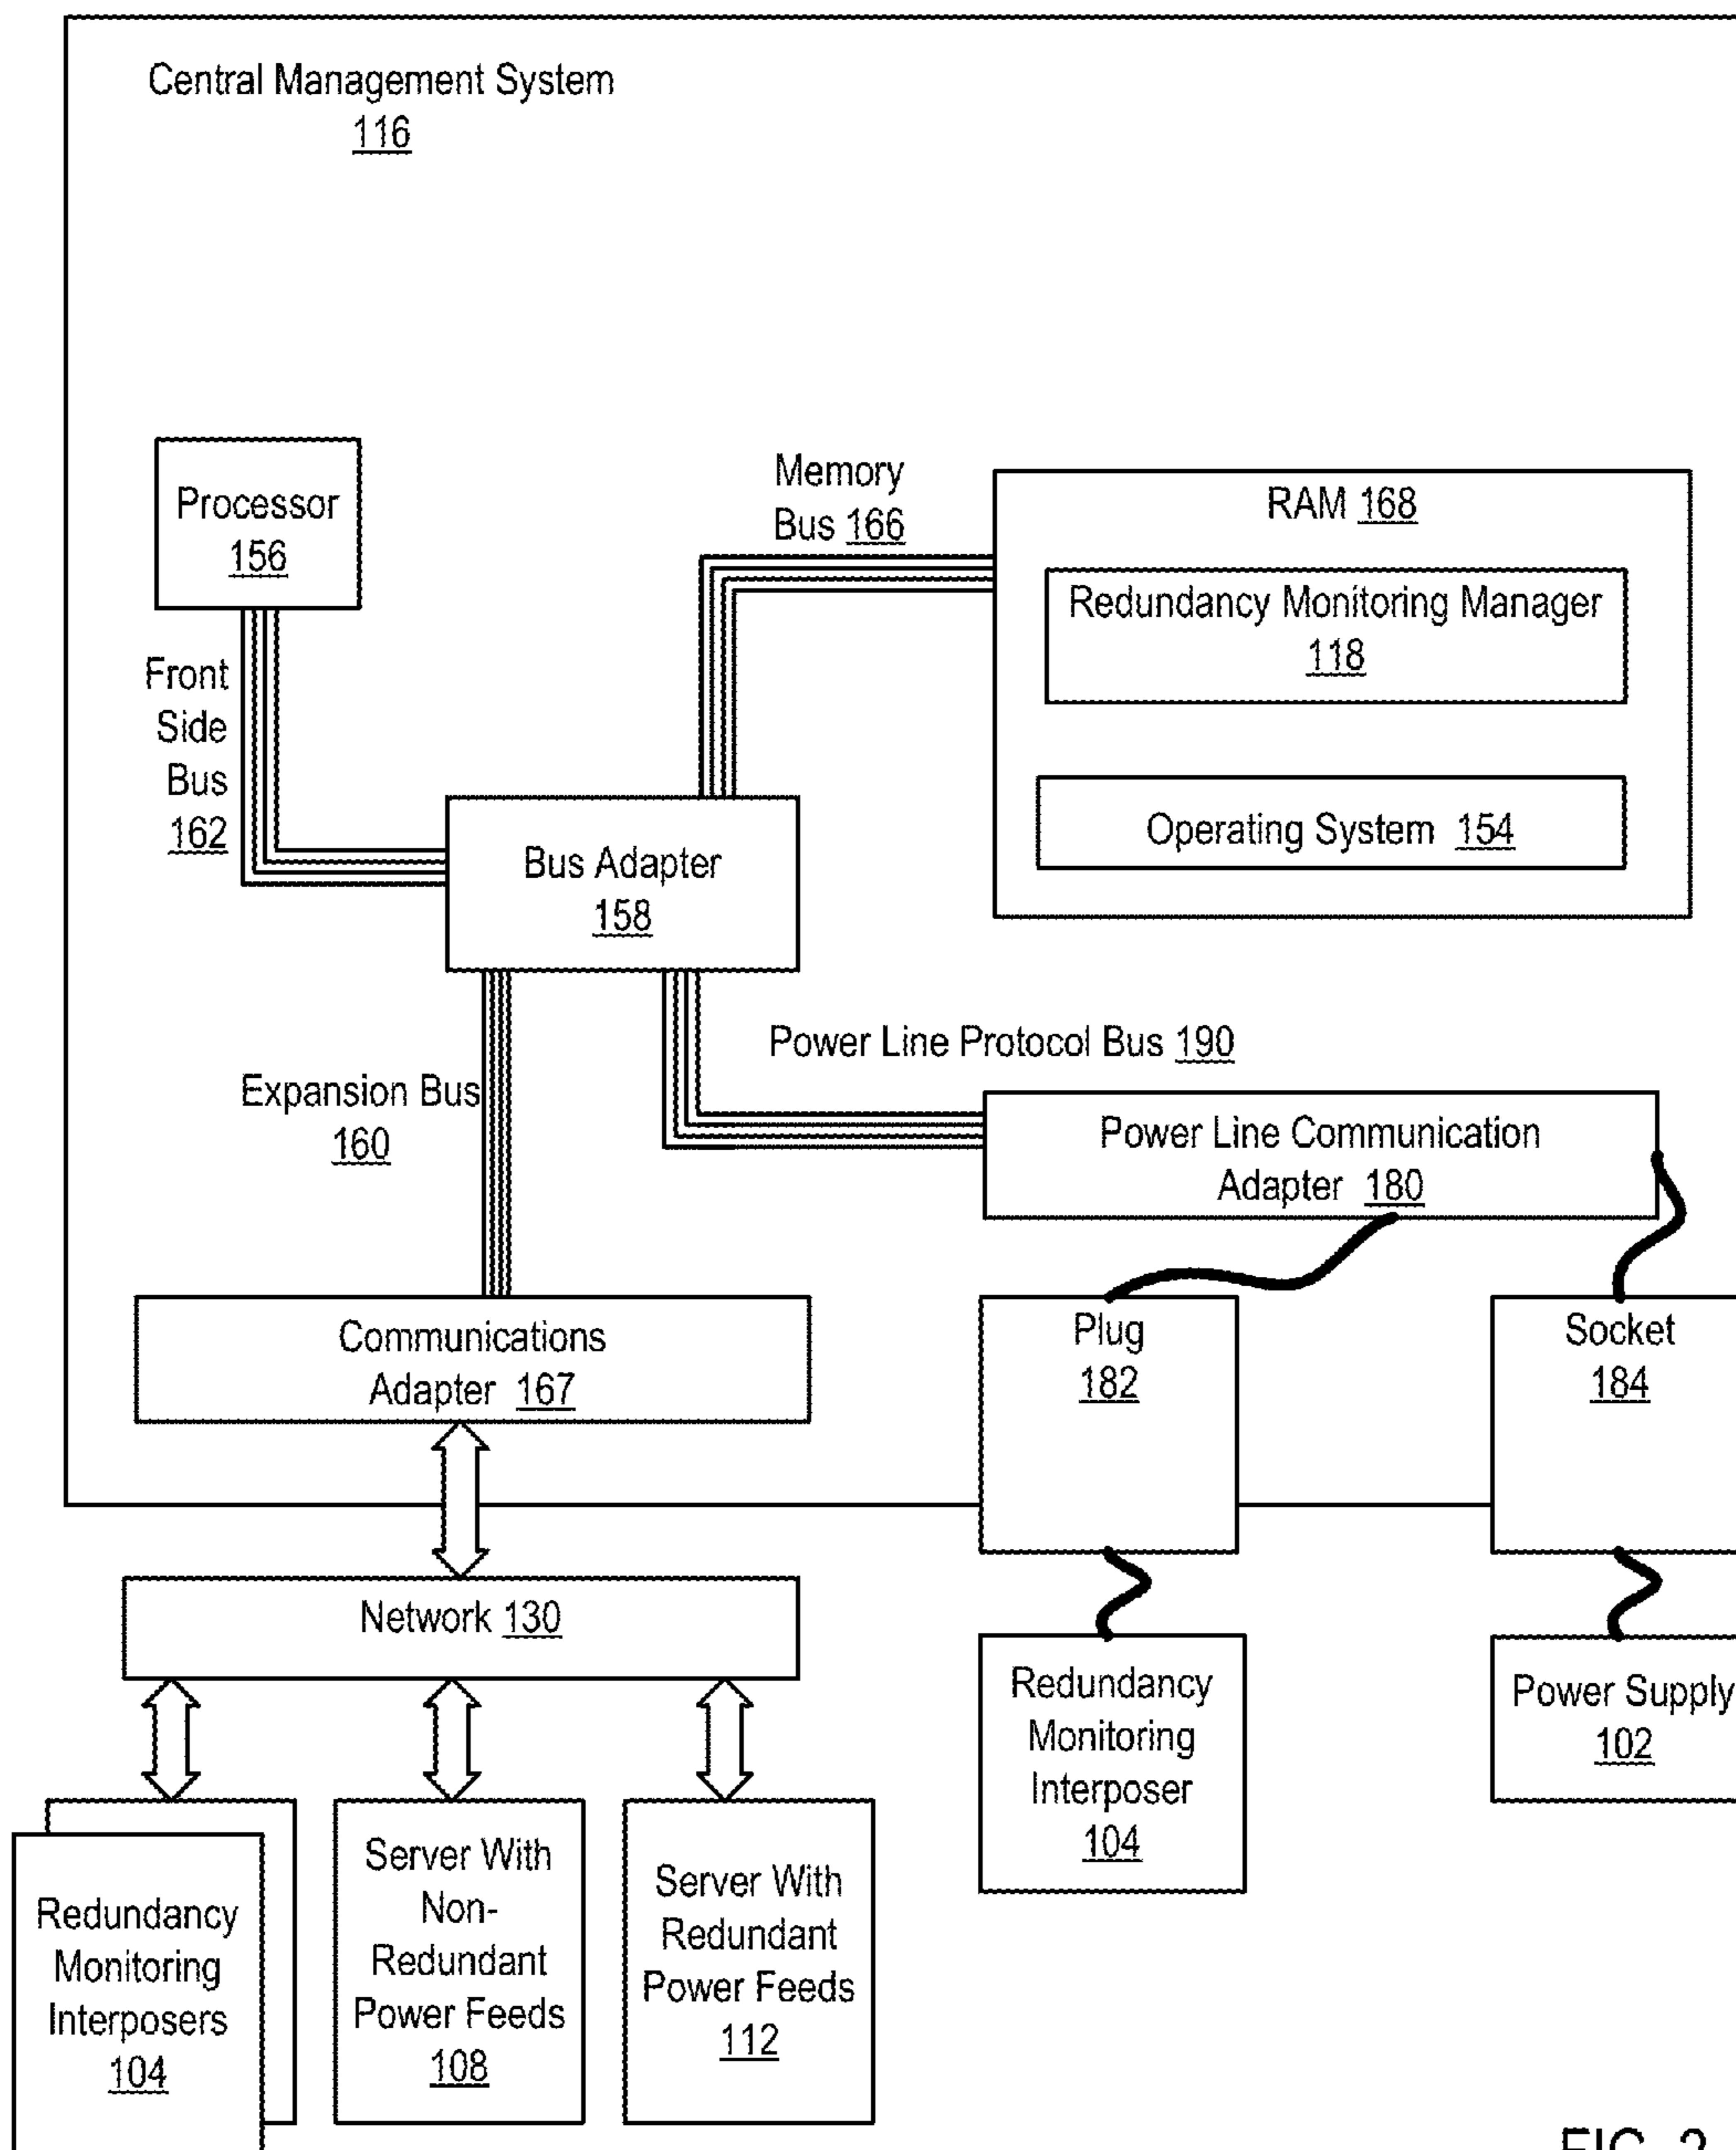 Central Management System
116
Processor
156
Memory
Bus 166
RAM 168
Redundancy Monitoring Manager
118
Operating System 154
Front
Side
Bus
162
Bus Adapter
158
Power Line Protocol Bus 190
Expansion Bus
160
Power Line Communication
Adapter 180
Communications
Adapter 167
Plug
182
Socket
184
Network 130
Redundancy
Monitoring
Interposer
104
Power Supply
102
Redundancy
Monitoring
Interposers
104
Server With
Non-
Redundant
Power Feeds
108
Server With
Redundant
Power Feeds
112
FIG. 2